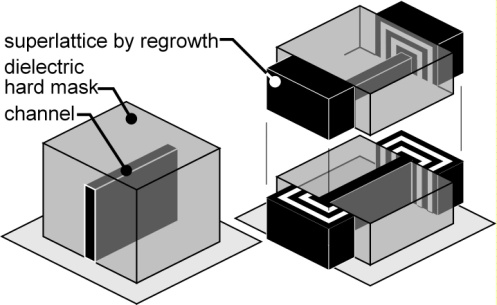 superlattice by regrowth
dielectric
hard mask
channel